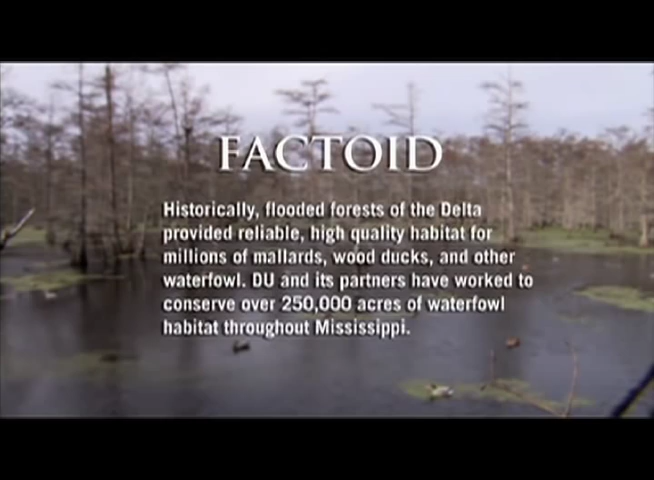 FACTOID
Historically, flooded forests of the Delta
provided reliable, high quality habitat for
millions of mallards, wood ducks, and other
waterfowl. DU and its partners have worked to
conserve over 250,000 acres of waterfowl
habitat throughout Mississippi.